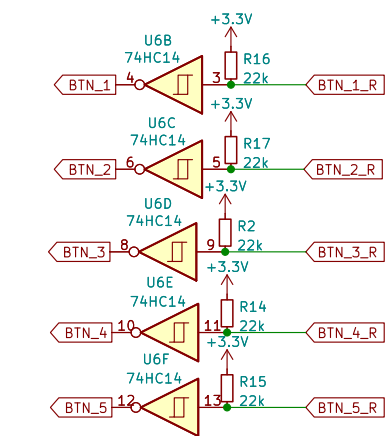 +3.3V
U6B
74HC14
R16
22k
BTN_1
4
3
BTN_1_R
+3.3V
U6C
74HC14
R17
22k
BTN_2
6
5
BTN_2_R
+3.3V
U6D
74HC14
R2
22k
BTN_3
8
9
BTN_3_R
+3.3V
U6E
74HC14
R14
22k
BTN_4
10
11
BTN_4_R
+3.3V
U6F
74HC14
R15
22k
BTN_5
12
13
BTN_5_R